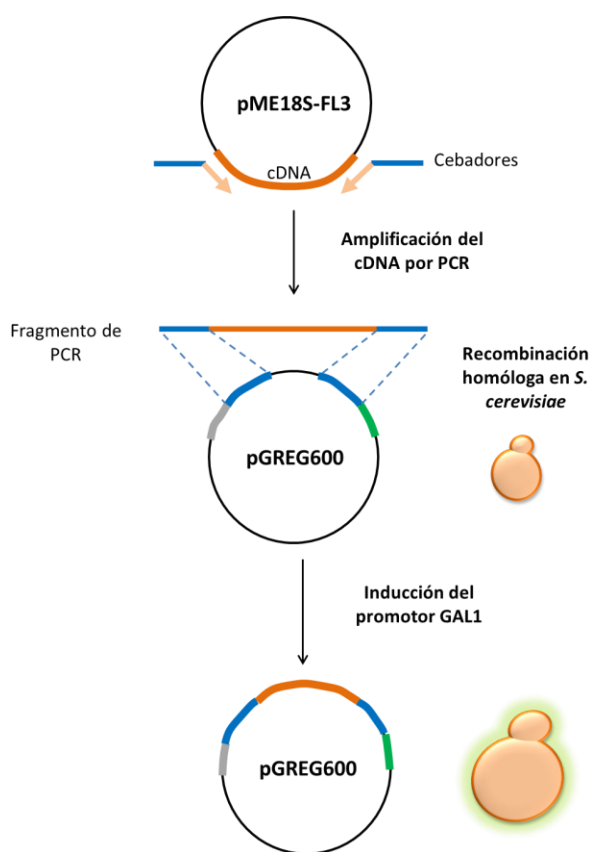 pME18S-FL3
cDNA
Cebadores
Amplificación del
cDNA por PCR
Fragmento de
PCR
Recombinación
homóloga en S.
cerevisiae
pGREG600
Inducción del
promotor GAL1
pGREG600